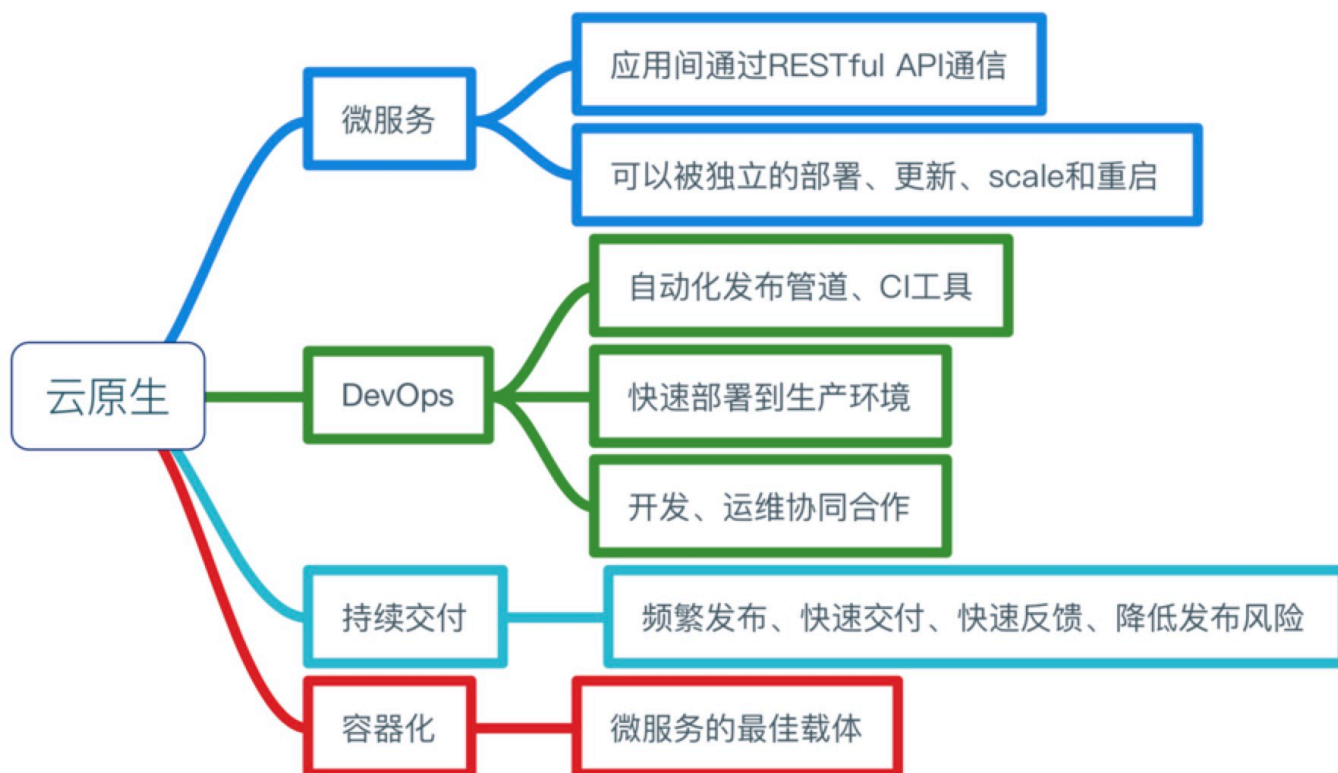 云原生
微服务
应用间通过RESTful API通信
可以被独立的部署、更新、scale和重启
DevOps
自动化发布管道、CI工具
快速部署到生产环境
开发、运维协同合作
持续交付
频繁发布、快速交付、快速反馈、降低发布风险
容器化
微服务的最佳载体